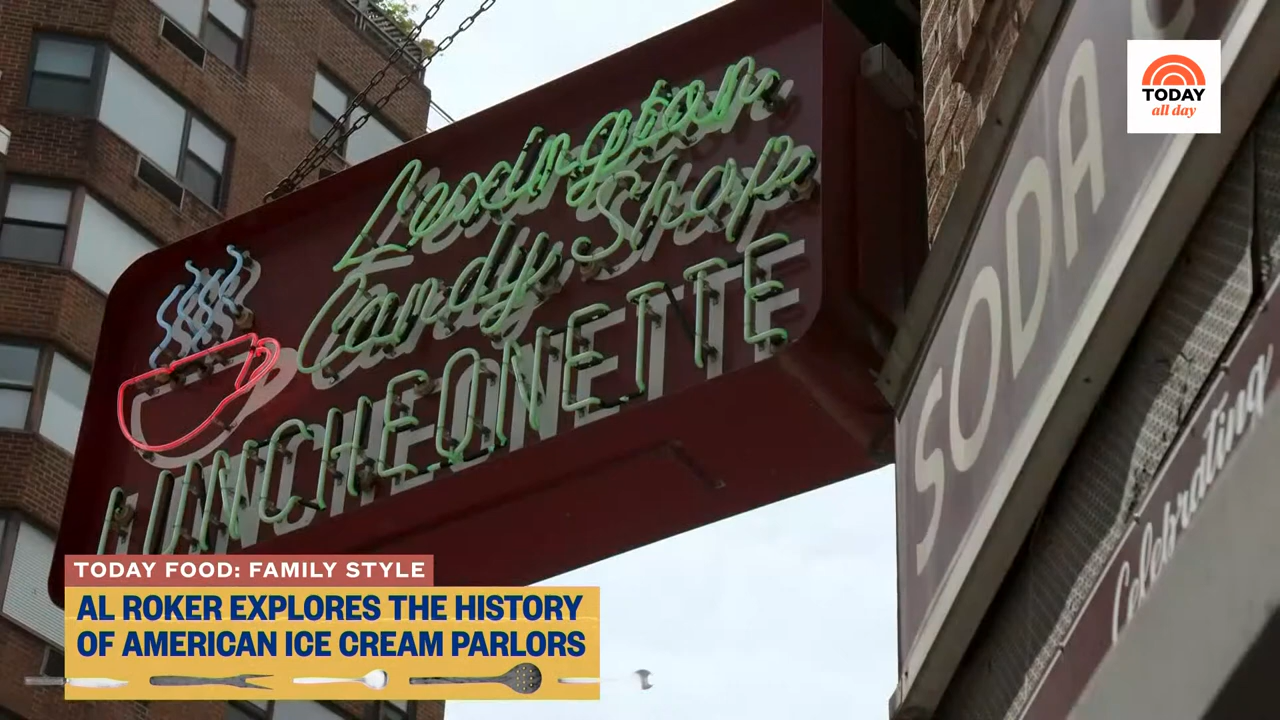 TODAY
all day
Lexington
Candy Shop
LUNCHEONETTE
SODA
Celebrating
TODAY FOOD: FAMILY STYLE
AL ROKER EXPLORES THE HISTORY
OF AMERICAN ICE CREAM PARLORS